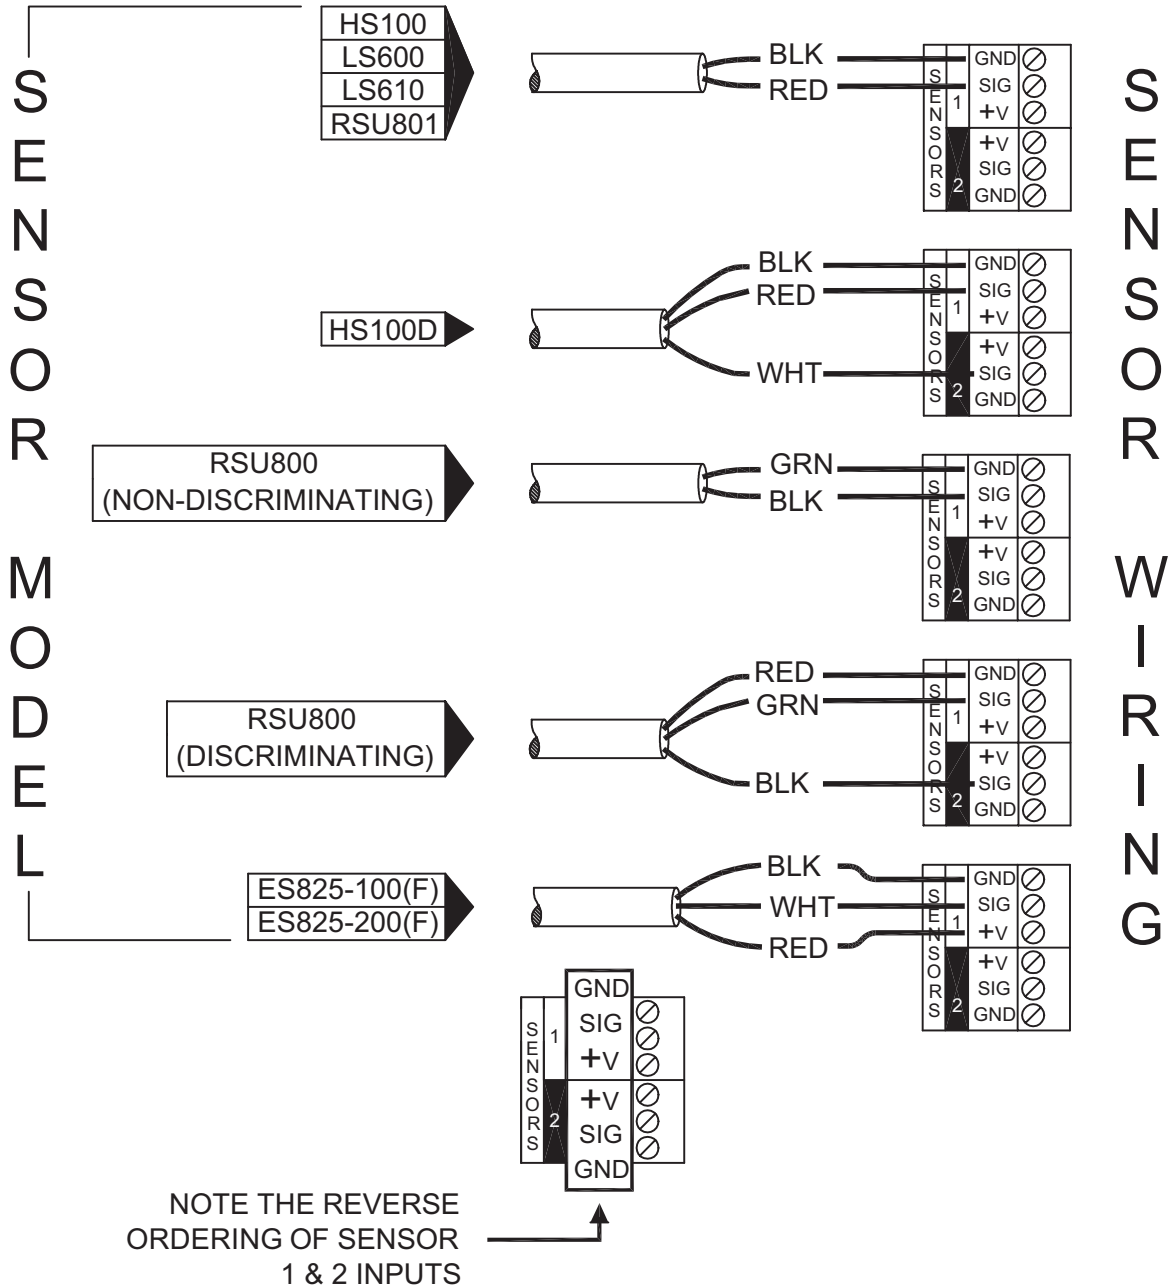 SENSOR MODEL
SENSOR WIRING
HS100
LS600
LS610
RSU801
BLK
RED
SENSORS
1
2
GND
SIG
+V
+V
SIG
GND
HS100D
BLK
RED
WHT
SENSORS
1
2
GND
SIG
+V
+V
SIG
GND
RSU800
(NON-DISCRIMINATING)
GRN
BLK
SENSORS
1
2
GND
SIG
+V
+V
SIG
GND
RSU800
(DISCRIMINATING)
RED
GRN
BLK
SENSORS
1
2
GND
SIG
+V
+V
SIG
GND
ES825-100(F)
ES825-200(F)
BLK
WHT
RED
SENSORS
1
2
GND
SIG
+V
+V
SIG
GND
SENSORS
1
2
GND
SIG
+V
+V
SIG
GND
NOTE THE REVERSE
ORDERING OF SENSOR
1 & 2 INPUTS